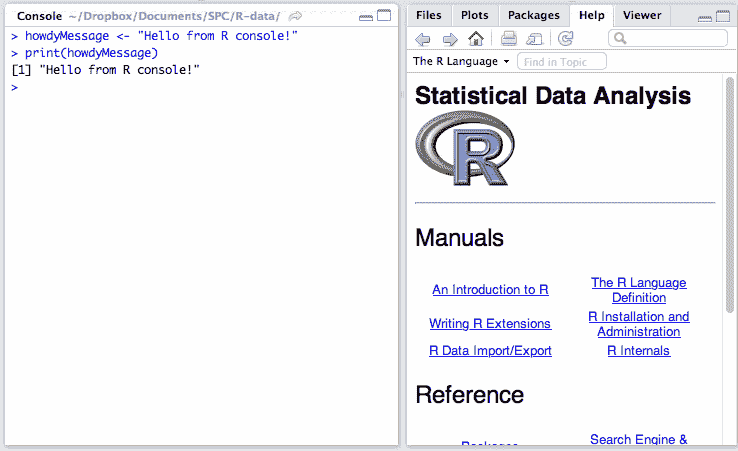 Console ~/Dropbox/Documents/SPC/R-data/
> howdyMessage <- "Hello from R console!"
> print(howdyMessage)
[1] "Hello from R console!"
>
Files Plots Packages Help Viewer
The R Language Find in Topic
Statistical Data Analysis
R
Manuals
An Introduction to R
The R Language
Definition
Writing R Extensions
R Installation and
Administration
R Data Import/Export
R Internals
Reference
Packages
Search Engine &